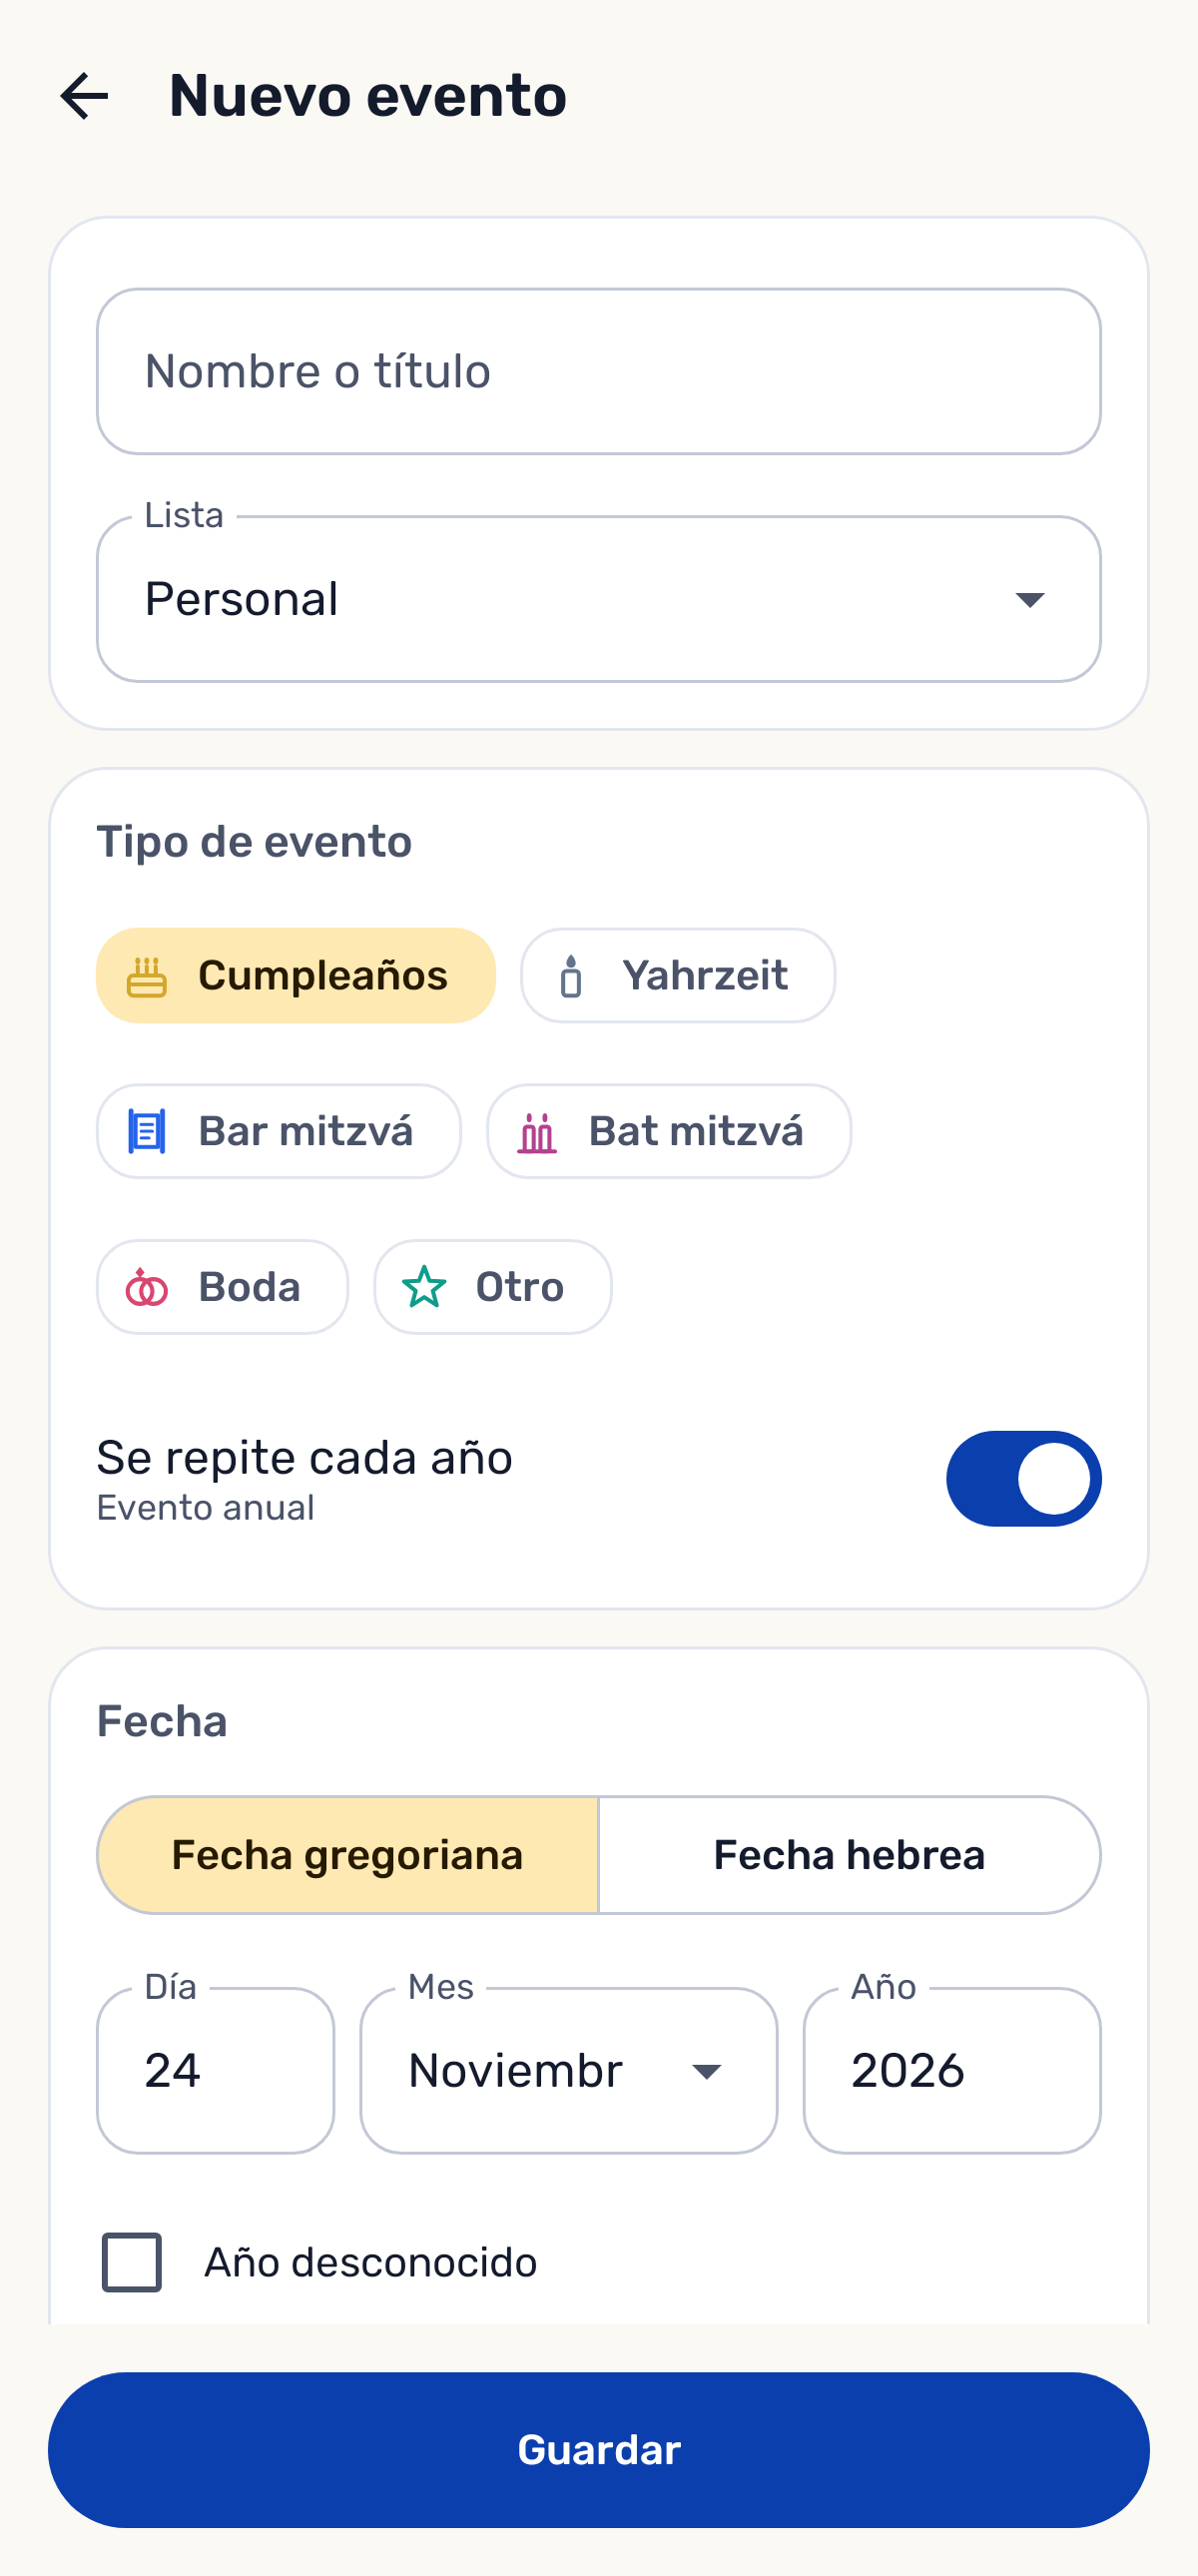 Nuevo evento
Nombre o título
Lista
Personal
Tipo de evento
Cumpleaños
Yahrzeit
Bar mitzvá
Bat mitzvá
Boda
Otro
Se repite cada año
Evento anual
Fecha
Fecha gregoriana
Fecha hebrea
Día
Mes
Año
24
Noviembr
2026
Año desconocido
Guardar